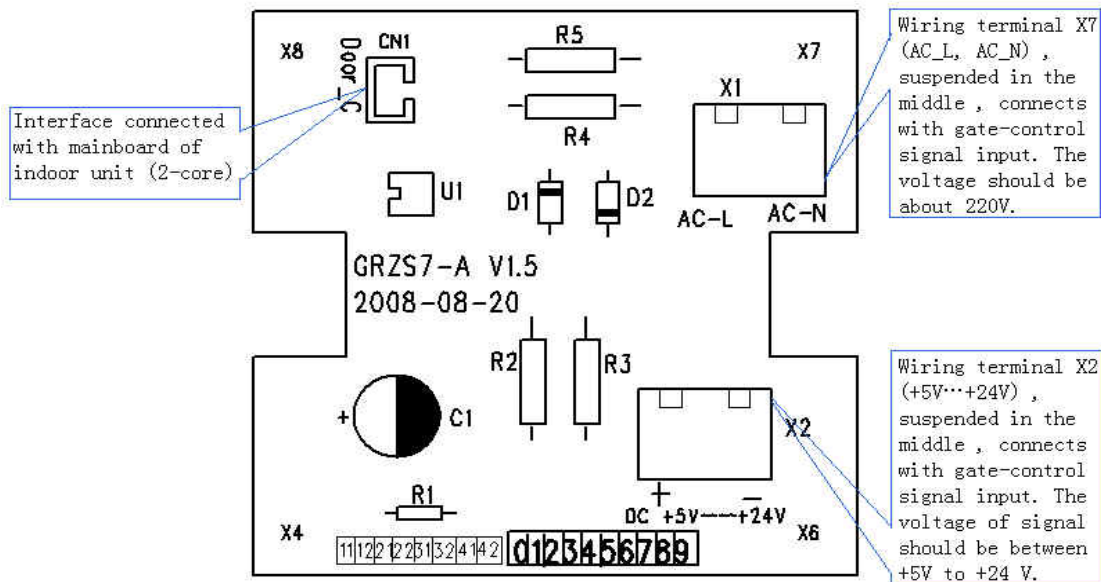 X8
Door-C
CN1
R5
X7
X1
R4
U1
D1
D2
AC-L
AC-N
GRZS7-A V1.5
2008-08-20
R2
R3
+
C1
X2
R1
+
−
DC +5V──+24V
X4
X6
11122122313241 42
0123456789
Interface connected
with mainboard of
indoor unit (2-core)
Wiring terminal X7
(AC_L, AC_N) ,
suspended in the
middle , connects
with gate-control
signal input. The
voltage should be
about 220V.
Wiring terminal X2
(+5V···+24V) ,
suspended in the
middle , connects
with gate-control
signal input. The
voltage of signal
should be between
+5V to +24 V.